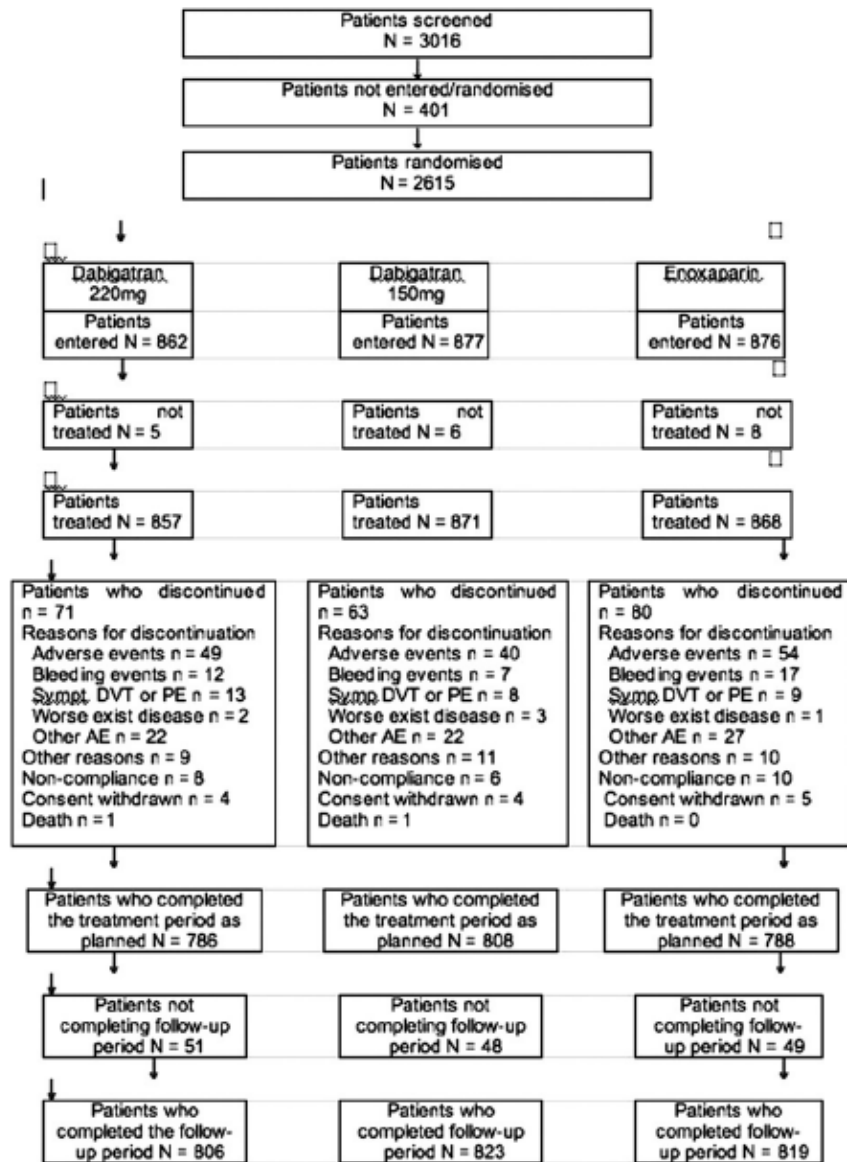 Patients screened
N = 3016
Patients not entered/randomised
N = 401
Patients randomised
N = 2615
Dabigatran
220mg
Patients
entered N = 862
Dabigatran
150mg
Patients
entered N = 877
Enoxaparin
Patients
entered N = 876
Patients not
treated N = 5
Patients not
treated N = 6
Patients not
treated N = 8
Patients
treated N = 857
Patients
treated N = 871
Patients
treated N = 868
Patients who discontinued
n = 71
Reasons for discontinuation
Adverse events n = 49
Bleeding events n = 12
Sympt. DVT or PE n = 13
Worse exist disease n = 2
Other AE n = 22
Other reasons n = 9
Non-compliance n = 8
Consent withdrawn n = 4
Death n = 1
Patients who discontinued
n = 63
Reasons for discontinuation
Adverse events n = 40
Bleeding events n = 7
Symp DVT or PE n = 8
Worse exist disease n = 3
Other AE n = 22
Other reasons n = 11
Non-compliance n = 6
Consent withdrawn n = 4
Death n = 1
Patients who discontinued
n = 80
Reasons for discontinuation
Adverse events n = 54
Bleeding events n = 17
Symp DVT or PE n = 9
Worse exist disease n = 1
Other AE n = 27
Other reasons n = 10
Non-compliance n = 10
Consent withdrawn n = 5
Death n = 0
Patients who completed
the treatment period as
planned N = 786
Patients who completed
the treatment period as
planned N = 808
Patients who completed
the treatment period as
planned N = 788
Patients not
completing follow-up
period N = 51
Patients not
completing follow-up
period N = 48
Patients not
completing follow-
up period N = 49
Patients who
completed the follow-
up period N = 806
Patients who
completed follow-up
period N = 823
Patients who
completed follow-
up period N = 819